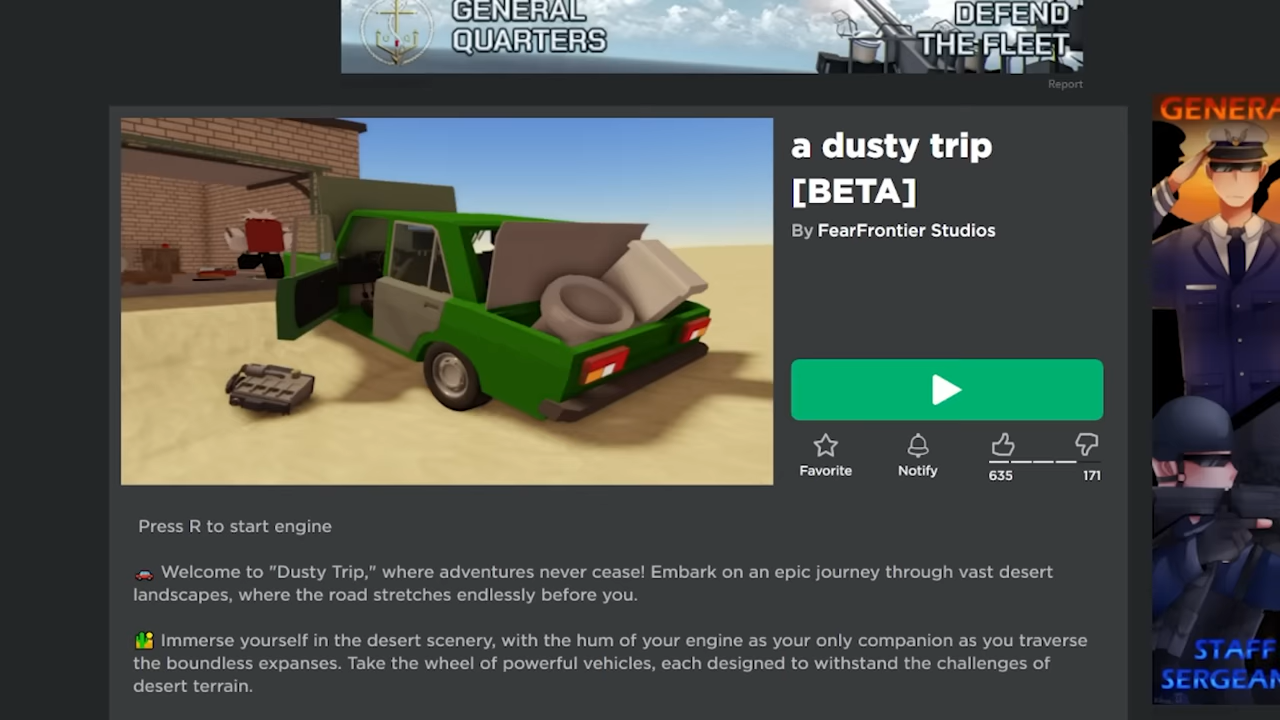 GENERAL
QUARTERS
DEFEND
THE FLEET
Report
GENERA
a dusty trip
[BETA]
By FearFrontier Studios
Favorite
Notify
635
171
Press R to start engine
Welcome to "Dusty Trip," where adventures never cease! Embark on an epic journey through vast desert
landscapes, where the road stretches endlessly before you.
Immerse yourself in the desert scenery, with the hum of your engine as your only companion as you traverse
the boundless expanses. Take the wheel of powerful vehicles, each designed to withstand the challenges of
desert terrain.
STAFF
SERGEAN